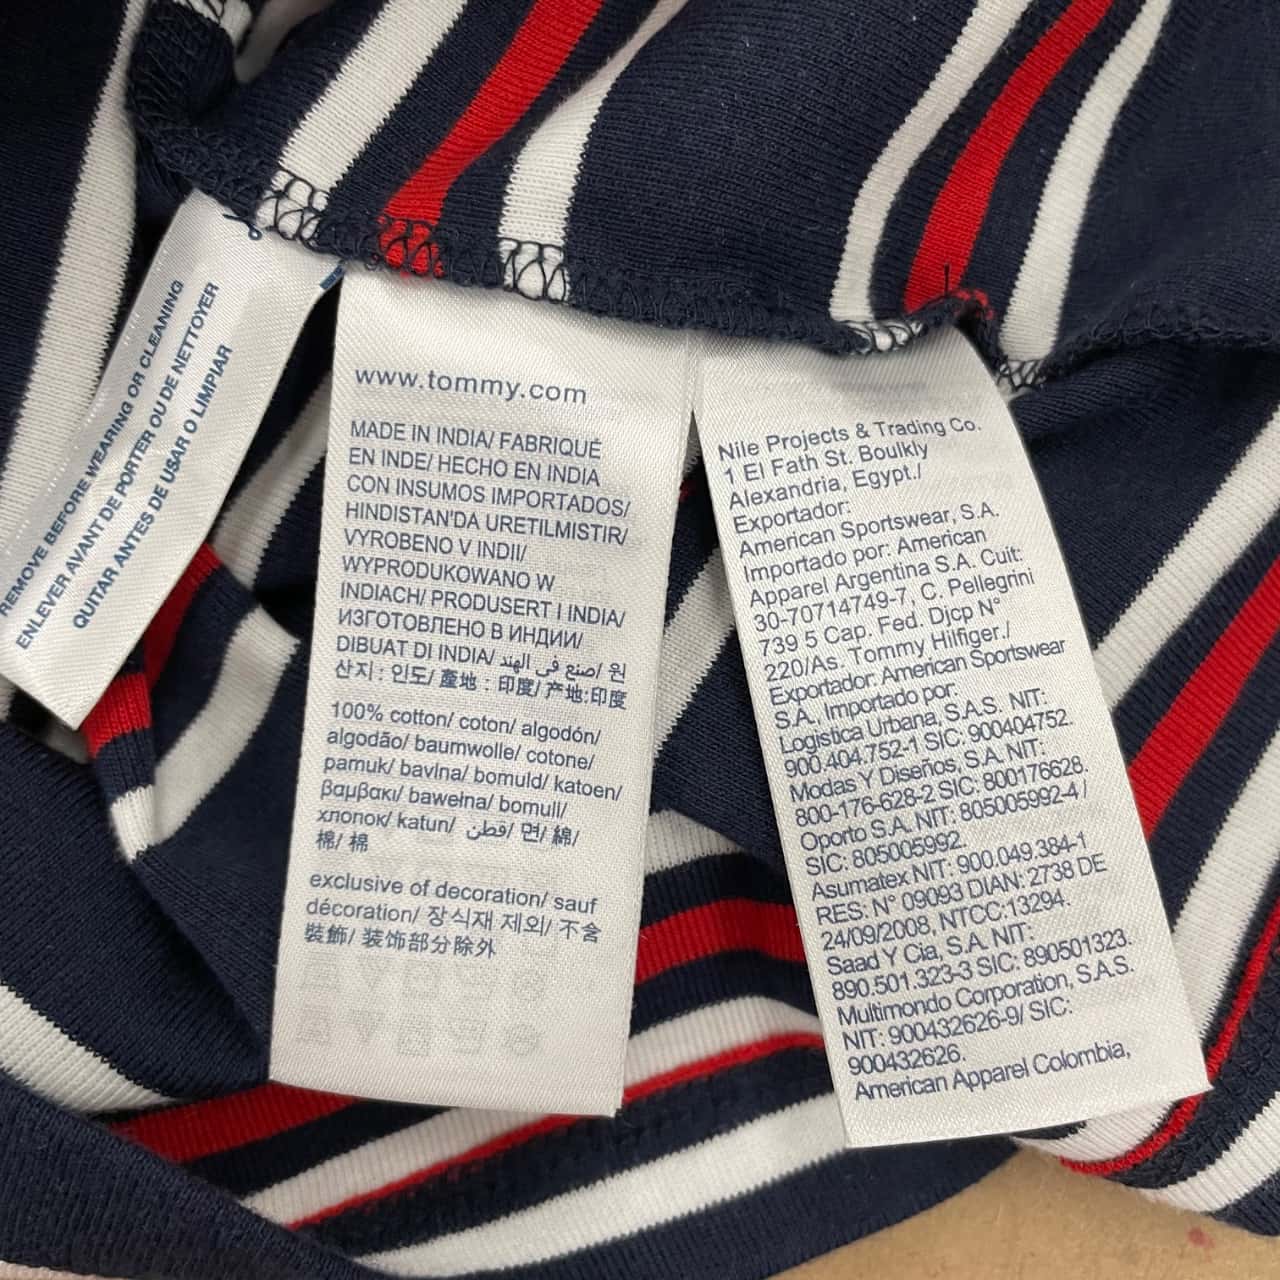 REMOVE BEFORE WEARING OR CLEANING
ENLEVER AVANT DE PORTER OU DE NETTOYER
QUITAR ANTES DE USAR O LIMPIAR
www.tommy.com
MADE IN INDIA/ FABRIQUÉ
EN INDE/ HECHO EN INDIA
CON INSUMOS IMPORTADOS/
HINDISTAN'DA URETILMISTIR/
VYROBENO V INDII/
WYPRODUKOWANO W
INDIACH/ PRODUSERT I INDIA/
ИЗГОТОВЛЕНО В ИНДИИ/
DIBUAT DI INDIA/ صنع في الهند/ 원
산지 : 인도/ 產地 : 印度/ 产地:印度
100% cotton/ coton/ algodón/
algodão/ baumwolle/ cotone/
pamuk/ bavlna/ bomuld/ katoen/
βαμβακι/ bawełna/ bomull/
хлопок/ katun/ قطن/ 면/ 綿/
棉/ 棉
exclusive of decoration/ sauf
décoration/ 장식재 제외/ 不含
裝飾/ 装饰部分除外
Nile Projects & Trading Co.
1 El Fath St. Boulkly
Alexandria, Egypt./
Exportador:
American Sportswear, S.A.
Importado por: American
Apparel Argentina S.A. Cuit:
30-70714749-7, C. Pellegrini
739 5 Cap. Fed. Djcp N°
220/As. Tommy Hilfiger./
Exportador: American Sportswear
S.A., Importado por:
Logistica Urbana, S.A.S. NIT:
900.404.752-1 SIC: 900404752.
Modas Y Diseños, S.A. NIT:
800-176-628-2 SIC: 800176628.
Oporto S.A. NIT: 805005992-4 /
SIC: 805005992.
Asumatex NIT: 900.049.384-1
RES: N° 09093 DIAN: 2738 DE
24/09/2008, NTCC:13294.
Saad Y Cia, S.A. NIT:
890.501.323-3 SIC: 890501323.
Multimondo Corporation, S.A.S.
NIT: 900432626-9/ SIC:
900432626.
American Apparel Colombia,